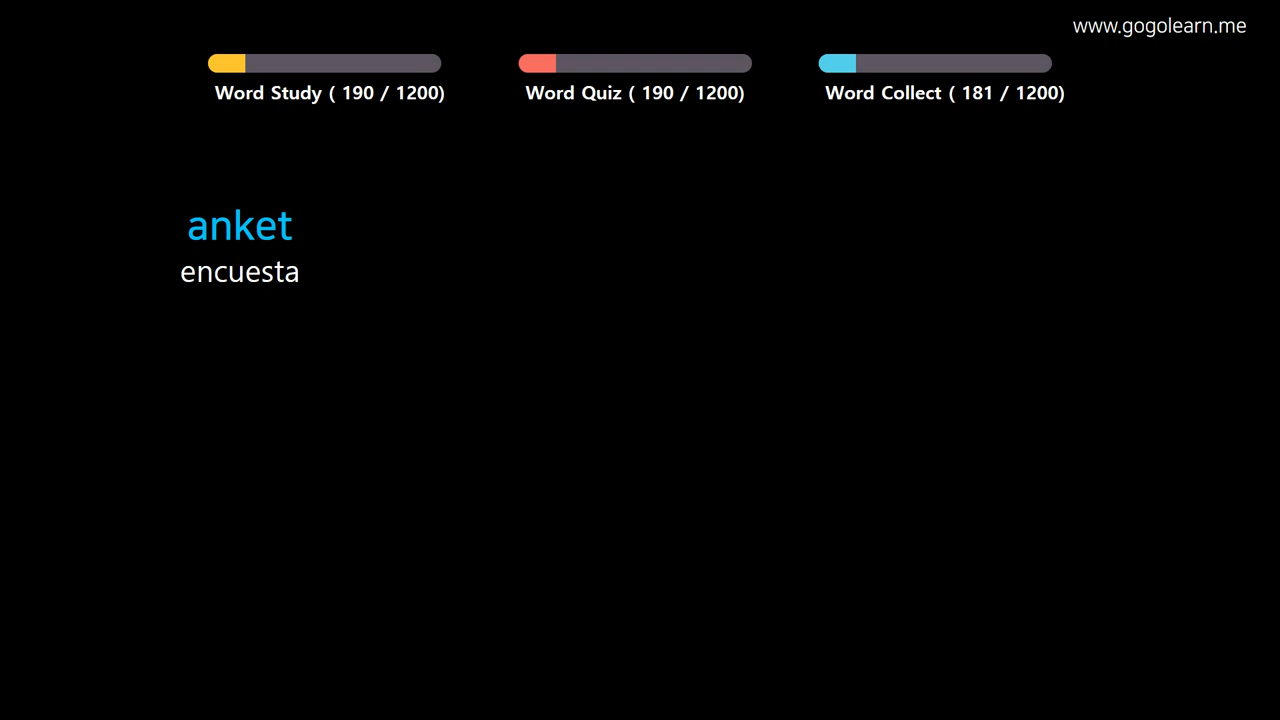 www.gogolearn.me
Word Study ( 190 / 1200)
Word Quiz ( 190 / 1200)
Word Collect ( 181 / 1200)
anket
encuesta